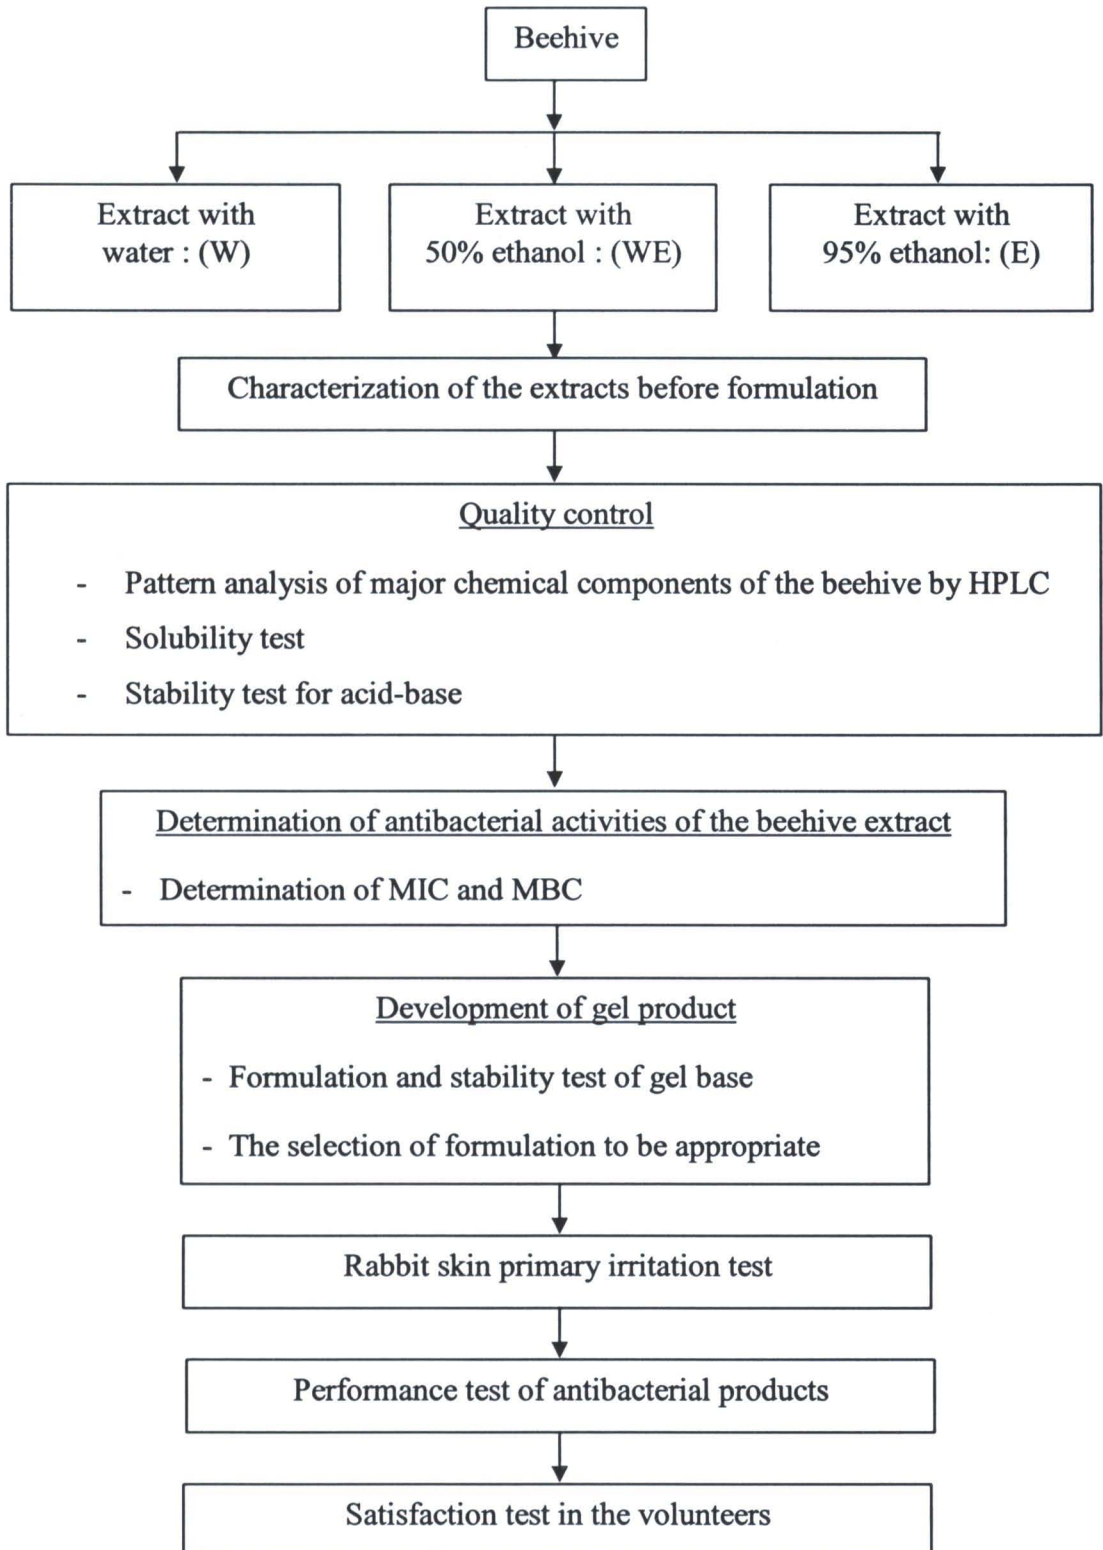 Beehive
Extract with
water : (W)
Extract with
50% ethanol : (WE)
Extract with
95% ethanol: (E)
Characterization of the extracts before formulation
Quality control
- Pattern analysis of major chemical components of the beehive by HPLC
- Solubility test
- Stability test for acid-base
Determination of antibacterial activities of the beehive extract
- Determination of MIC and MBC
Development of gel product
- Formulation and stability test of gel base
- The selection of formulation to be appropriate
Rabbit skin primary irritation test
Performance test of antibacterial products
Satisfaction test in the volunteers